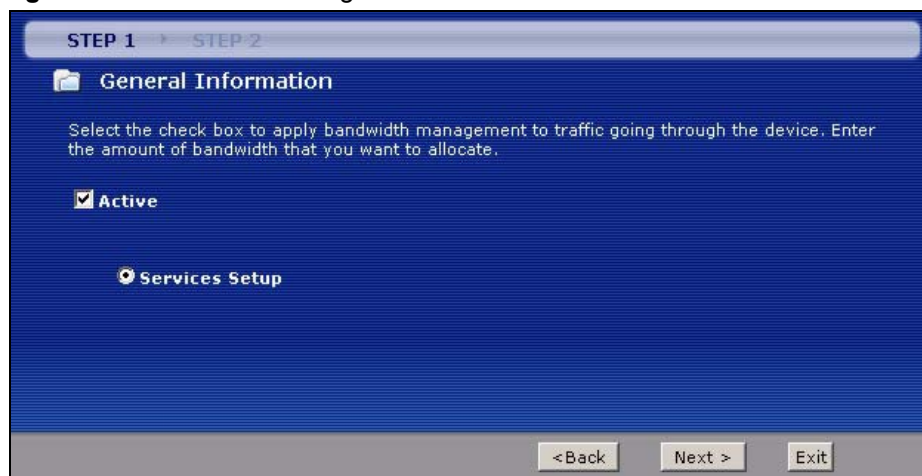 STEP 1 STEP 2
General Information
Select the check box to apply bandwidth management to traffic going through the device. Enter
the amount of bandwidth that you want to allocate.
Active
Services Setup
<Back Next > Exit